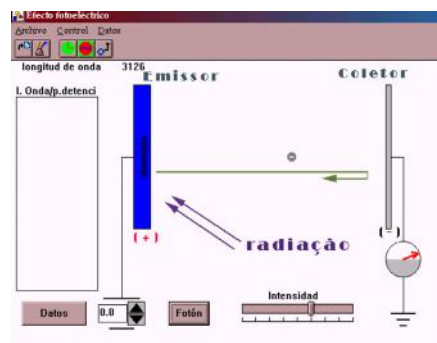 Efecto fotoeléctrico
Archivo Control Datos
longitud de onda 3126
Emissor Coletor
l. Onda/p.detenci
(+) (-)
radiação
Intensidad
Datos 0.0 Fotón